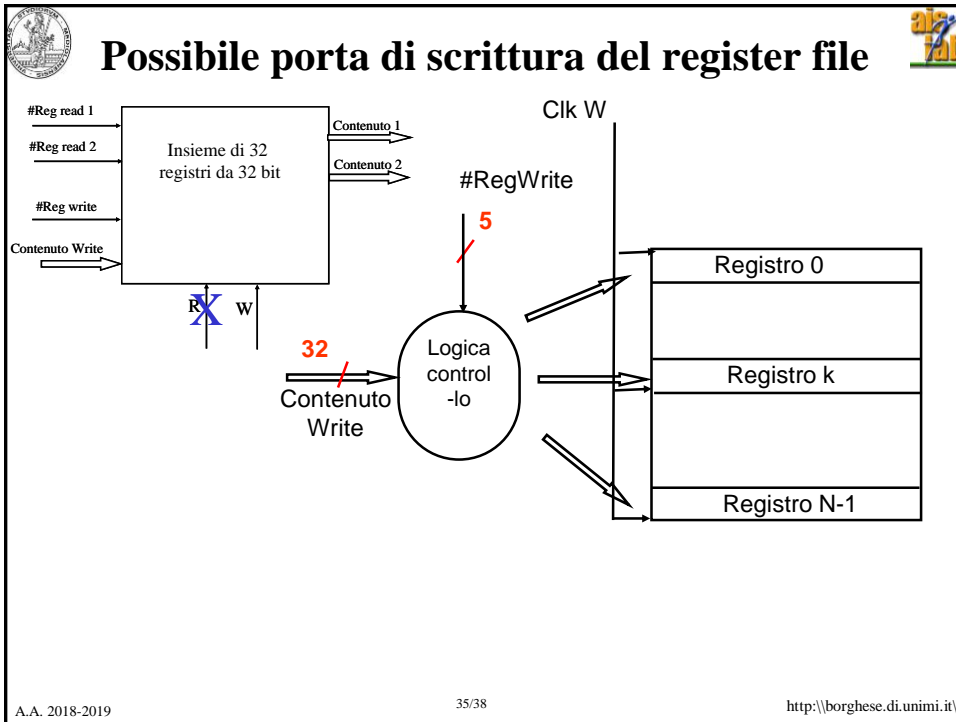 Possibile porta di scrittura del register file
#Reg read 1
#Reg read 2
#Reg write
Contenuto Write
Insieme di 32
registri da 32 bit
Contenuto 1
Contenuto 2
R
X
W
Clk W
#RegWrite
5
32
Contenuto
Write
Logica
control
-lo
Registro 0
Registro k
Registro N-1
A.A. 2018-2019
35/38
http:\\borghese.di.unimi.it\